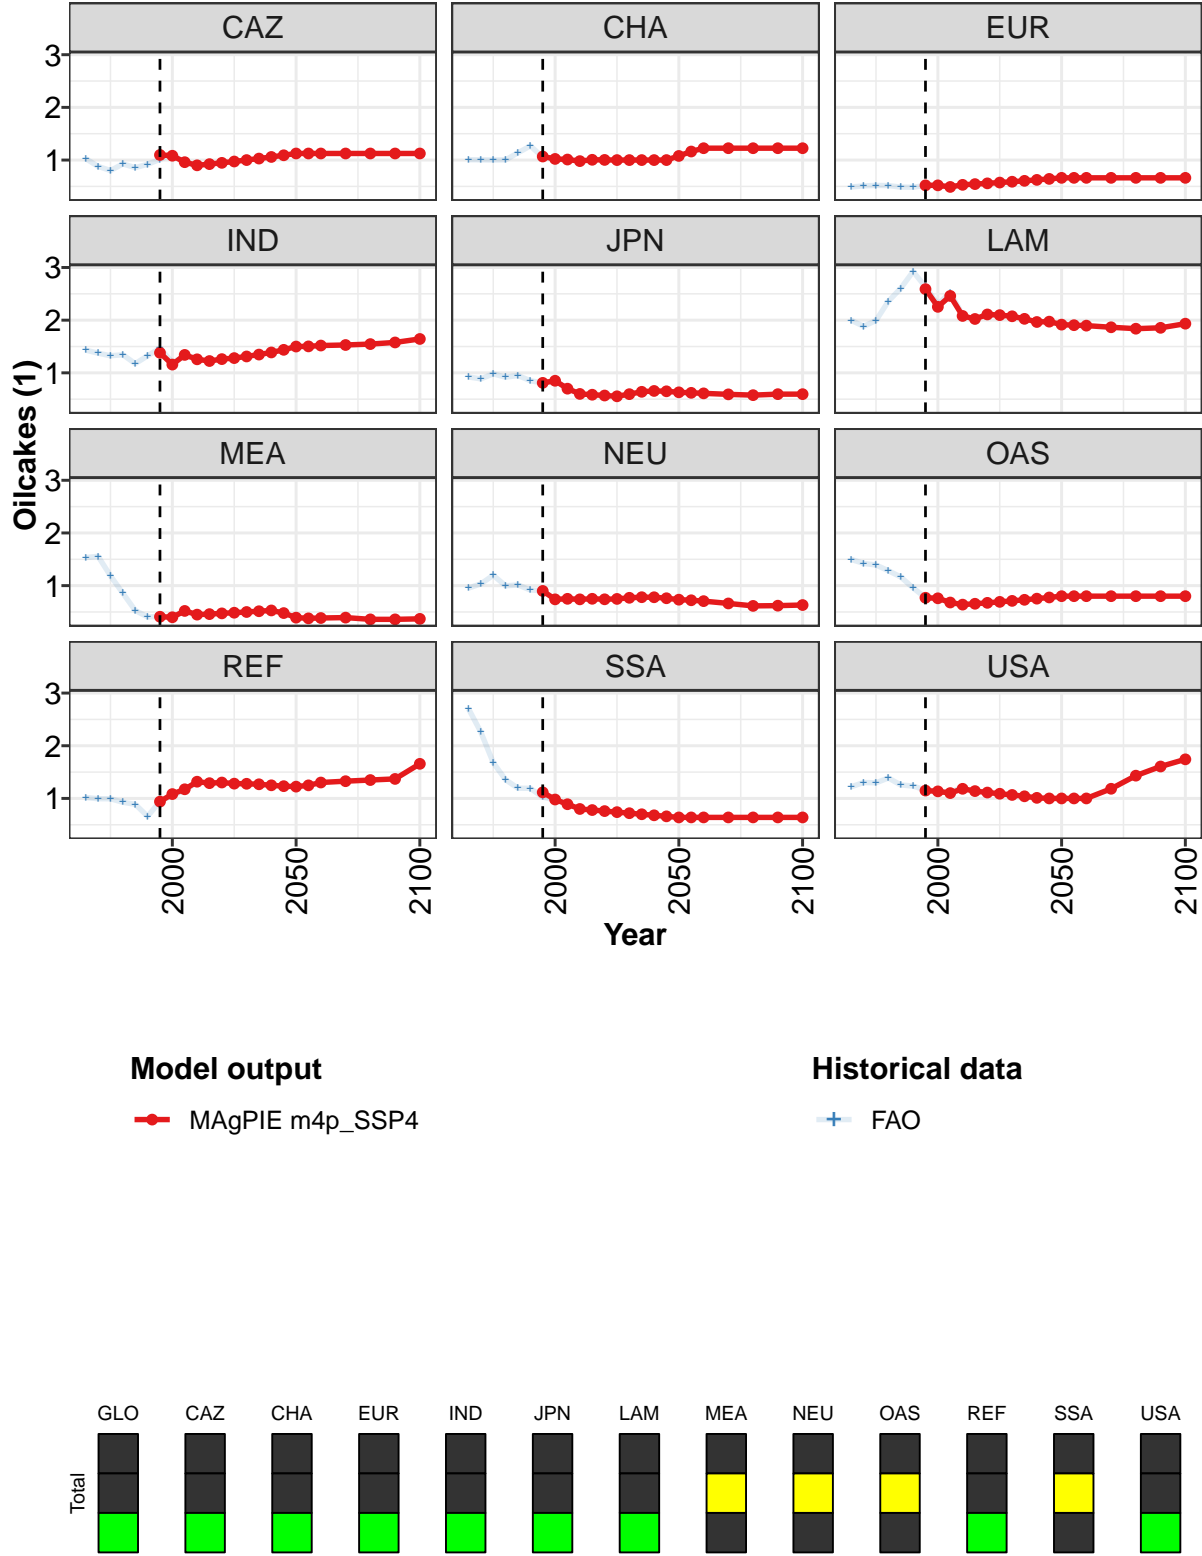 CAZ CHA EUR
3
2
1
IND JPN LAM
3
2
1
MEA NEU OAS
3
2
1
REF SSA USA
3
2
1
Oilcakes (1)
2000 2050 2100 2000 2050 2100 2000 2050 2100
Year
Model output Historical data
MAgPIE m4p_SSP4 FAO
GLO CAZ CHA EUR IND JPN LAM MEA NEU OAS REF SSA USA
Total